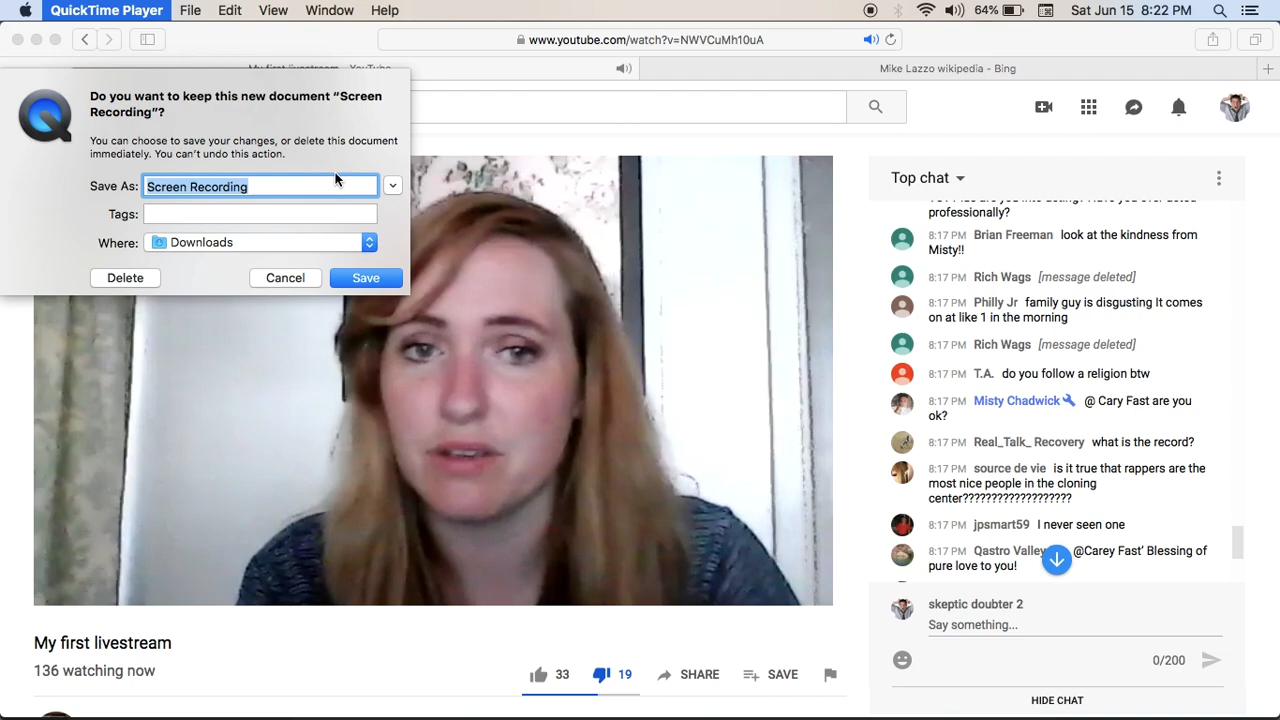 QuickTime Player File Edit View Window Help 64% Sat Jun 15 8:22 PM
www.youtube.com/watch?v=NWVCuMh10uA
Mike Lazzo wikipedia - Bing
Do you want to keep this new document “Screen
Recording”?
You can choose to save your changes, or delete this document
immediately. You can’t undo this action.
Save As: Screen Recording
Tags:
Where: Downloads
Delete Cancel Save
My first livestream
136 watching now
33 19 SHARE SAVE
Top chat
professionally?
8:17 PM Brian Freeman look at the kindness from
Misty!!
8:17 PM Rich Wags [message deleted]
8:17 PM Philly Jr family guy is disgusting It comes
on at like 1 in the morning
8:17 PM Rich Wags [message deleted]
8:17 PM T.A. do you follow a religion btw
8:17 PM Misty Chadwick @ Cary Fast are you
ok?
8:17 PM Real_Talk_ Recovery what is the record?
8:17 PM source de vie is it true that rappers are the
most nice people in the cloning
center???????????????????
8:17 PM jpsmart59 I never seen one
8:17 PM Qastro Valley @Carey Fast’ Blessing of
pure love to you!
skeptic doubter 2
Say something...
0/200
HIDE CHAT